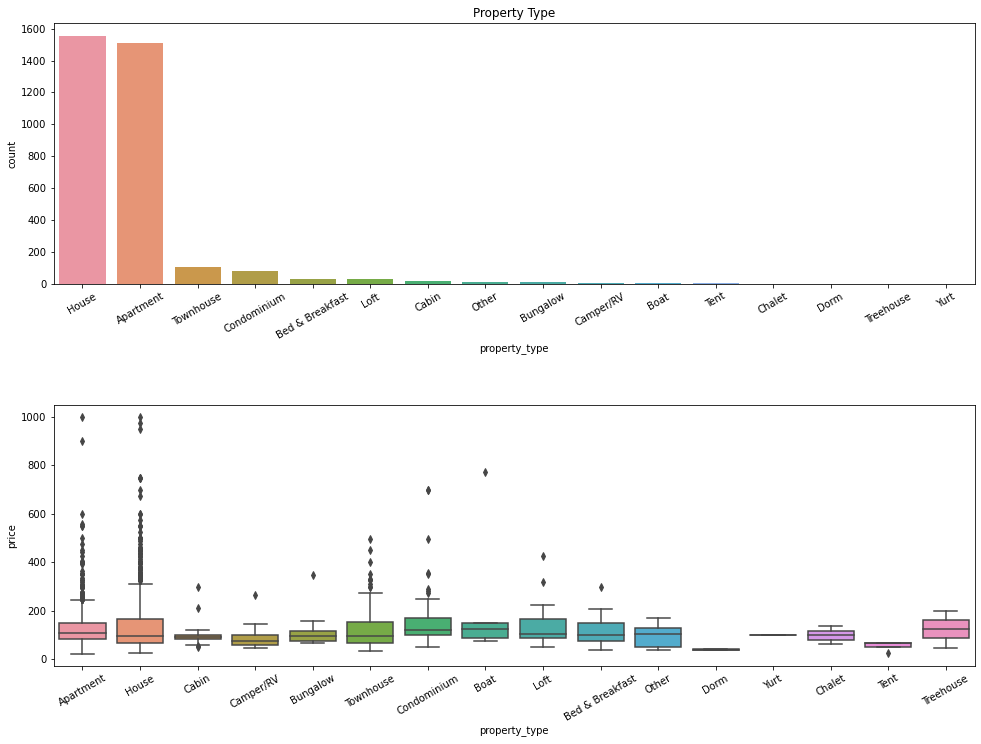 Property Type
1600
1400
1200
1000
800
600
400
200
0
count
House Apartment Townhouse Condominium Bed & Breakfast Loft Cabin Other Bungalow Camper/RV Boat Tent Chalet Dorm Treehouse Yurt
property_type
1000
800
600
400
200
0
price
Apartment House Cabin Camper/RV Bungalow Townhouse Condominium Boat Loft Bed & Breakfast Other Dorm Yurt Chalet Tent Treehouse
property_type